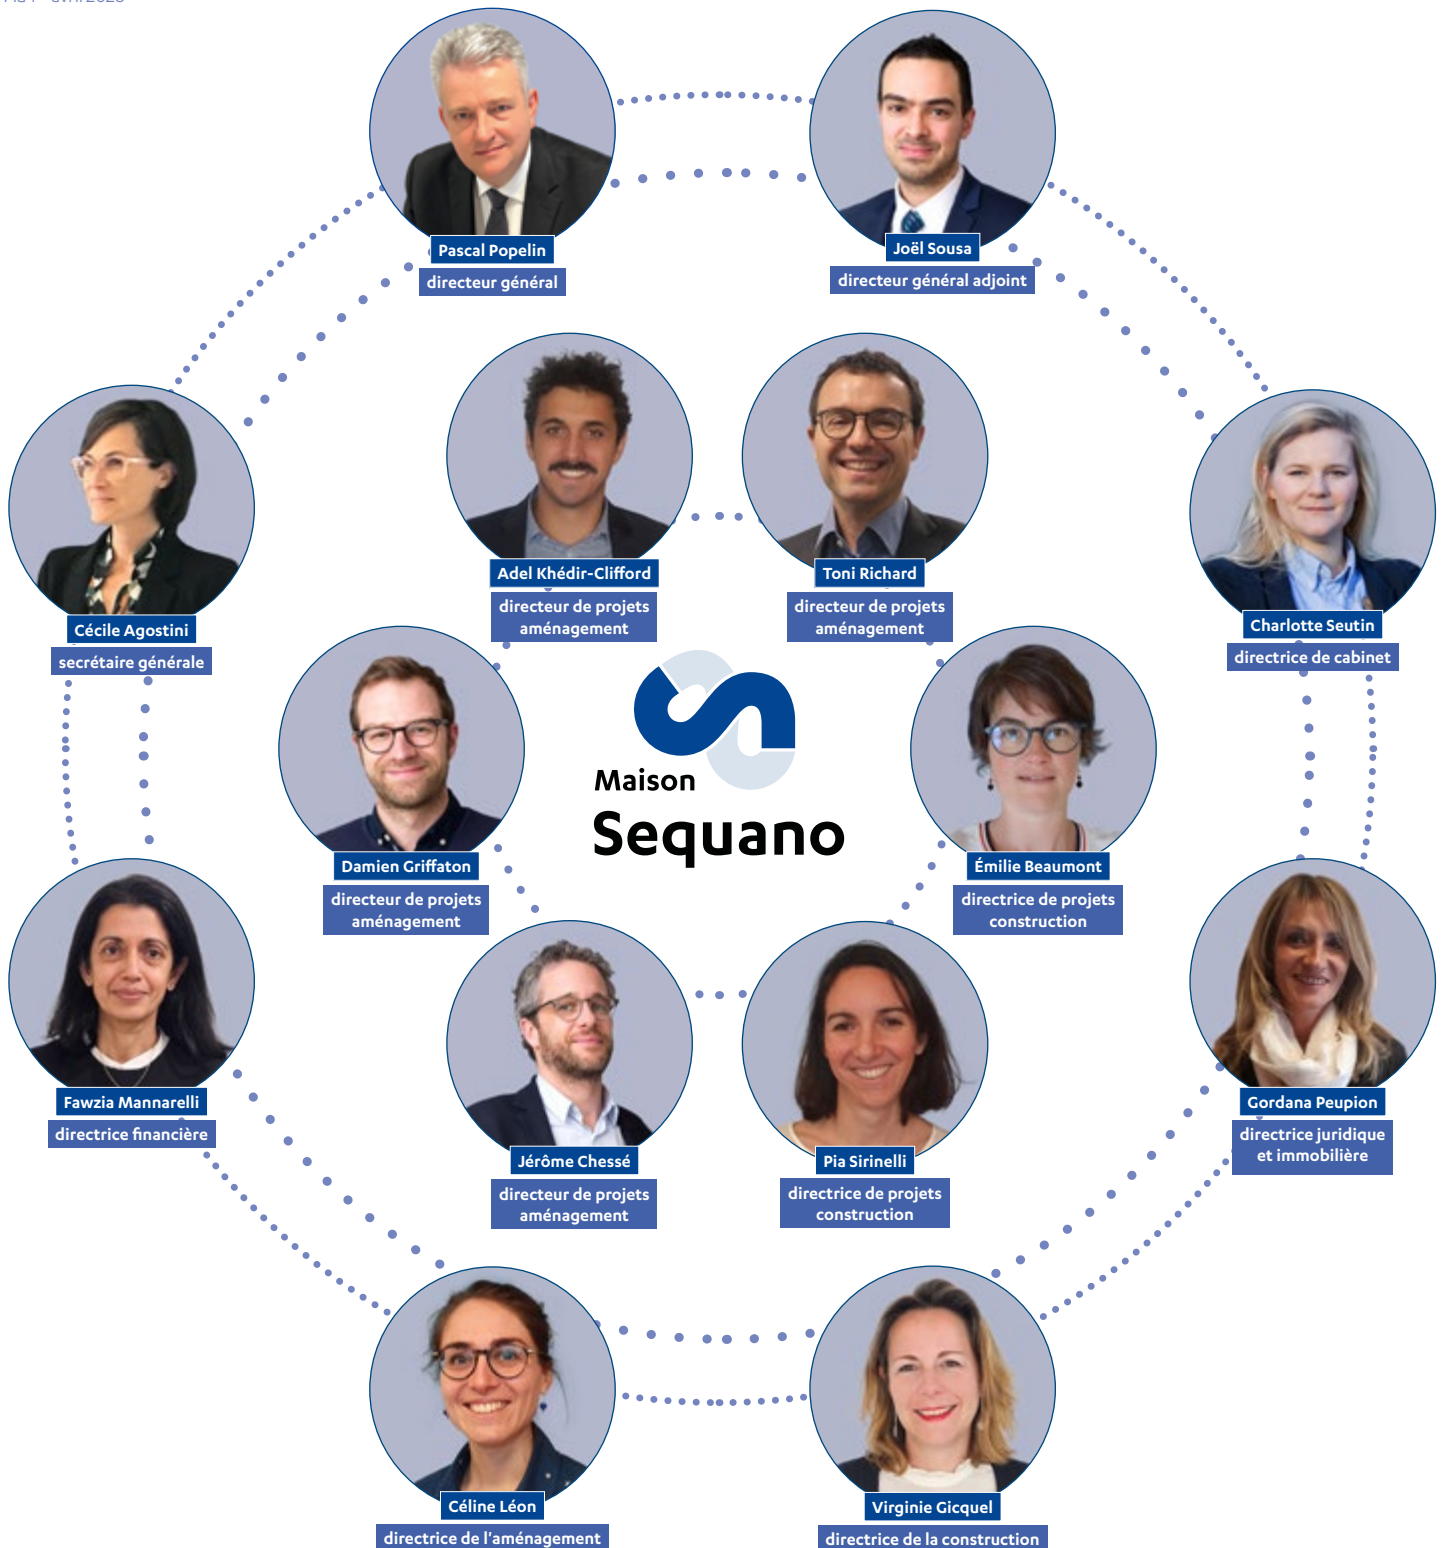 avril 2023
Pascal Popelin
directeur général
Joël Sousa
directeur général adjoint
Adel Khédir-Clifford
directeur de projets
aménagement
Toni Richard
directeur de projets
aménagement
Cécile Agostini
secrétaire générale
Charlotte Seutin
directrice de cabinet
Maison
Sequano
Damien Griffaton
directeur de projets
aménagement
Émilie Beaumont
directrice de projets
construction
Fawzia Mannarelli
directrice financière
Gordana Peupion
directrice juridique
et immobilière
Jérôme Chessé
directeur de projets
aménagement
Pia Sirinelli
directrice de projets
construction
Céline Léon
directrice de l'aménagement
Virginie Gicquel
directrice de la construction